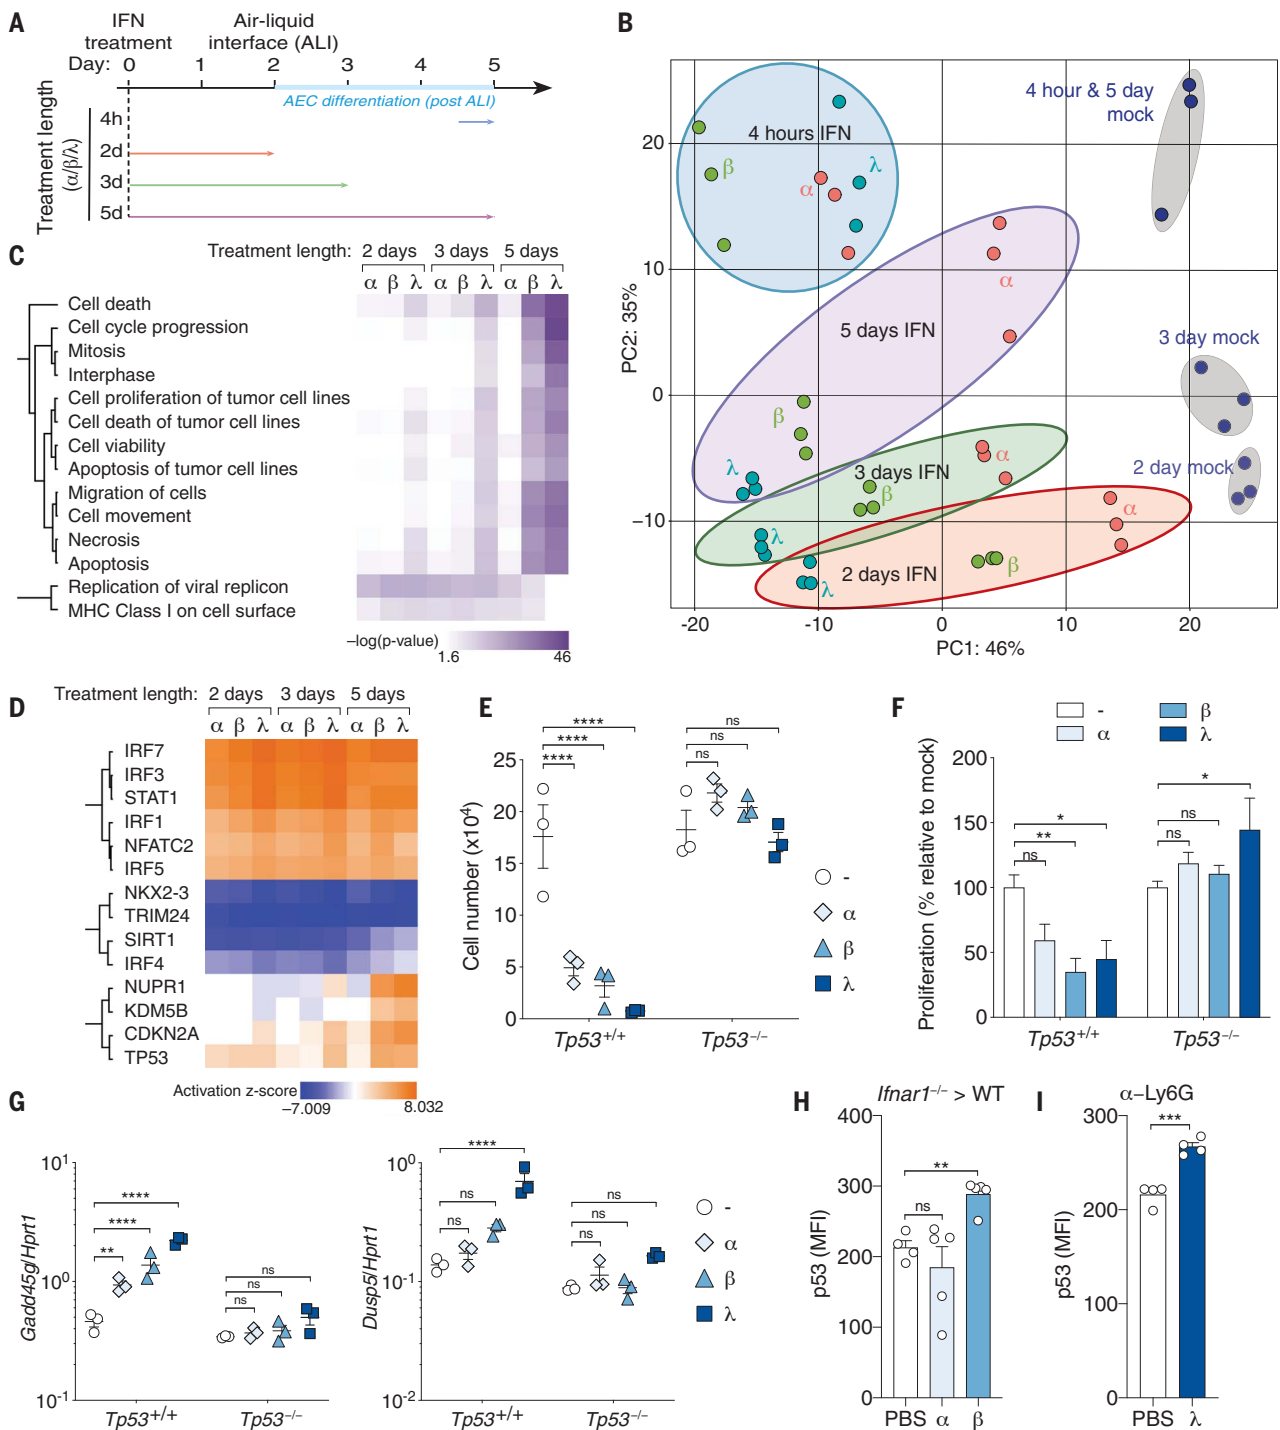 A
IFN treatment
Air-liquid interface (ALI)
Day: 0 1 2 3 4 5
AEC differentiation (post ALI)
Treatment length (α/β/λ)
4h
2d
3d
5d
B
4 hour & 5 day mock
4 hours IFN
β
α
λ
5 days IFN
α
β
λ
3 day mock
3 days IFN
α
β
λ
2 day mock
2 days IFN
α
β
λ
PC2: 35%
20
10
0
−10
-20 -10 0 10 20
PC1: 46%
C
Treatment length: 2 days 3 days 5 days
α β λ α β λ α β λ
Cell death
Cell cycle progression
Mitosis
Interphase
Cell proliferation of tumor cell lines
Cell death of tumor cell lines
Cell viability
Apoptosis of tumor cell lines
Migration of cells
Cell movement
Necrosis
Apoptosis
Replication of viral replicon
MHC Class I on cell surface
−log(p-value)
1.6 46
D
Treatment length: 2 days 3 days 5 days
α β λ α β λ α β λ
IRF7
IRF3
STAT1
IRF1
NFATC2
IRF5
NKX2-3
TRIM24
SIRT1
IRF4
NUPR1
KDM5B
CDKN2A
TP53
Activation z-score
−7.009 8.032
E
Cell number (x10⁴)
25
20
15
10
5
0
****
****
****
ns
ns
ns
Tp53+/+ Tp53−/−
-
α
β
λ
F
- β
α λ
Proliferation (% relative to mock)
200
150
100
50
0
*
**
ns
*
ns
ns
Tp53+/+ Tp53−/−
G
Gadd45g/Hprt1
10¹
10⁰
10-1
****
****
**
ns
ns
ns
Tp53+/+ Tp53−/−
Dusp5/Hprt1
10⁰
10-1
10-2
****
ns
ns
ns
ns
ns
Tp53+/+ Tp53−/−
-
α
β
λ
H
Ifnar1−/− > WT
p53 (MFI)
400
300
200
100
0
**
ns
PBS α β
I
α−Ly6G
p53 (MFI)
300
200
100
0
***
PBS λ